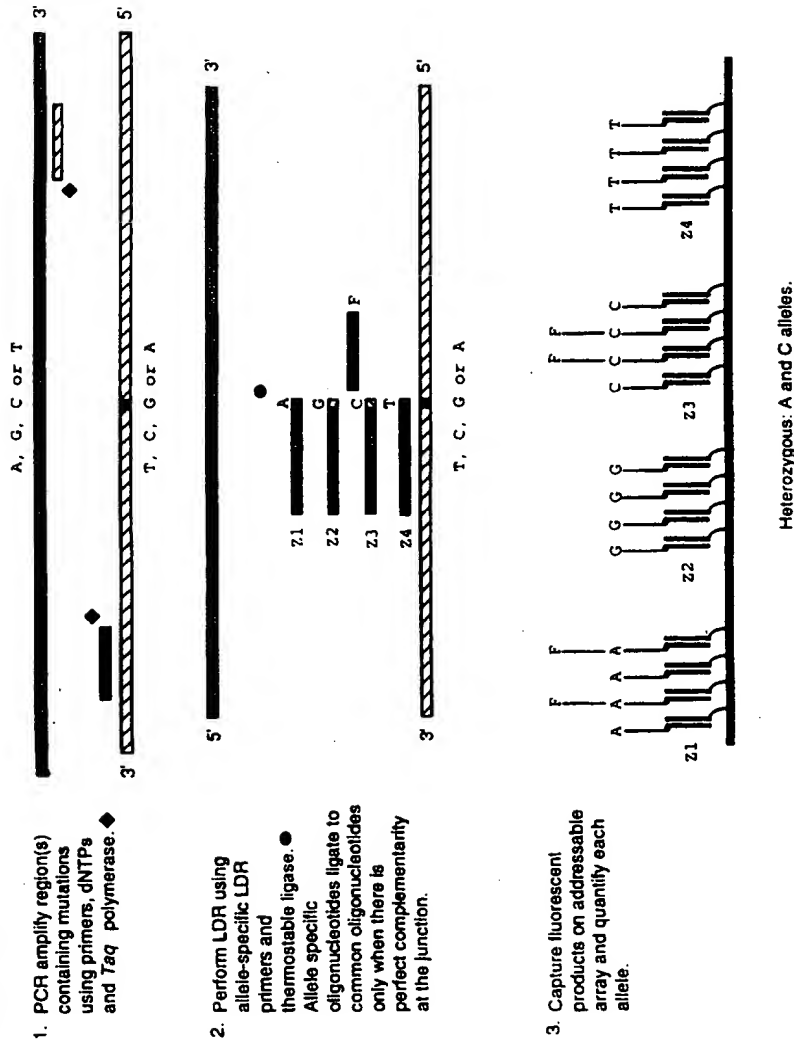 1. PCR amplify region(s)
containing mutations
using primers, dNTPs
and Taq polymerase.
A, G, C or T
3'
3'
5'
T, C, G or A
2. Perform LDR using
allele-specific LDR
primers and
thermostable ligase.
Allele specific
oligonucleotides ligate to
common oligonucleotides
only when there is
perfect complementarity
at the junction.
5'
3'
Z1 A
Z2 G
Z3 C F
Z4 T
3'
5'
T, C, G or A
3. Capture fluorescent
products on addressable
array and quantify each
allele.
F F F F
A A A A G G G G C C C C T T T T
Z1 Z2 Z3 Z4
Heterozygous: A and C alleles.